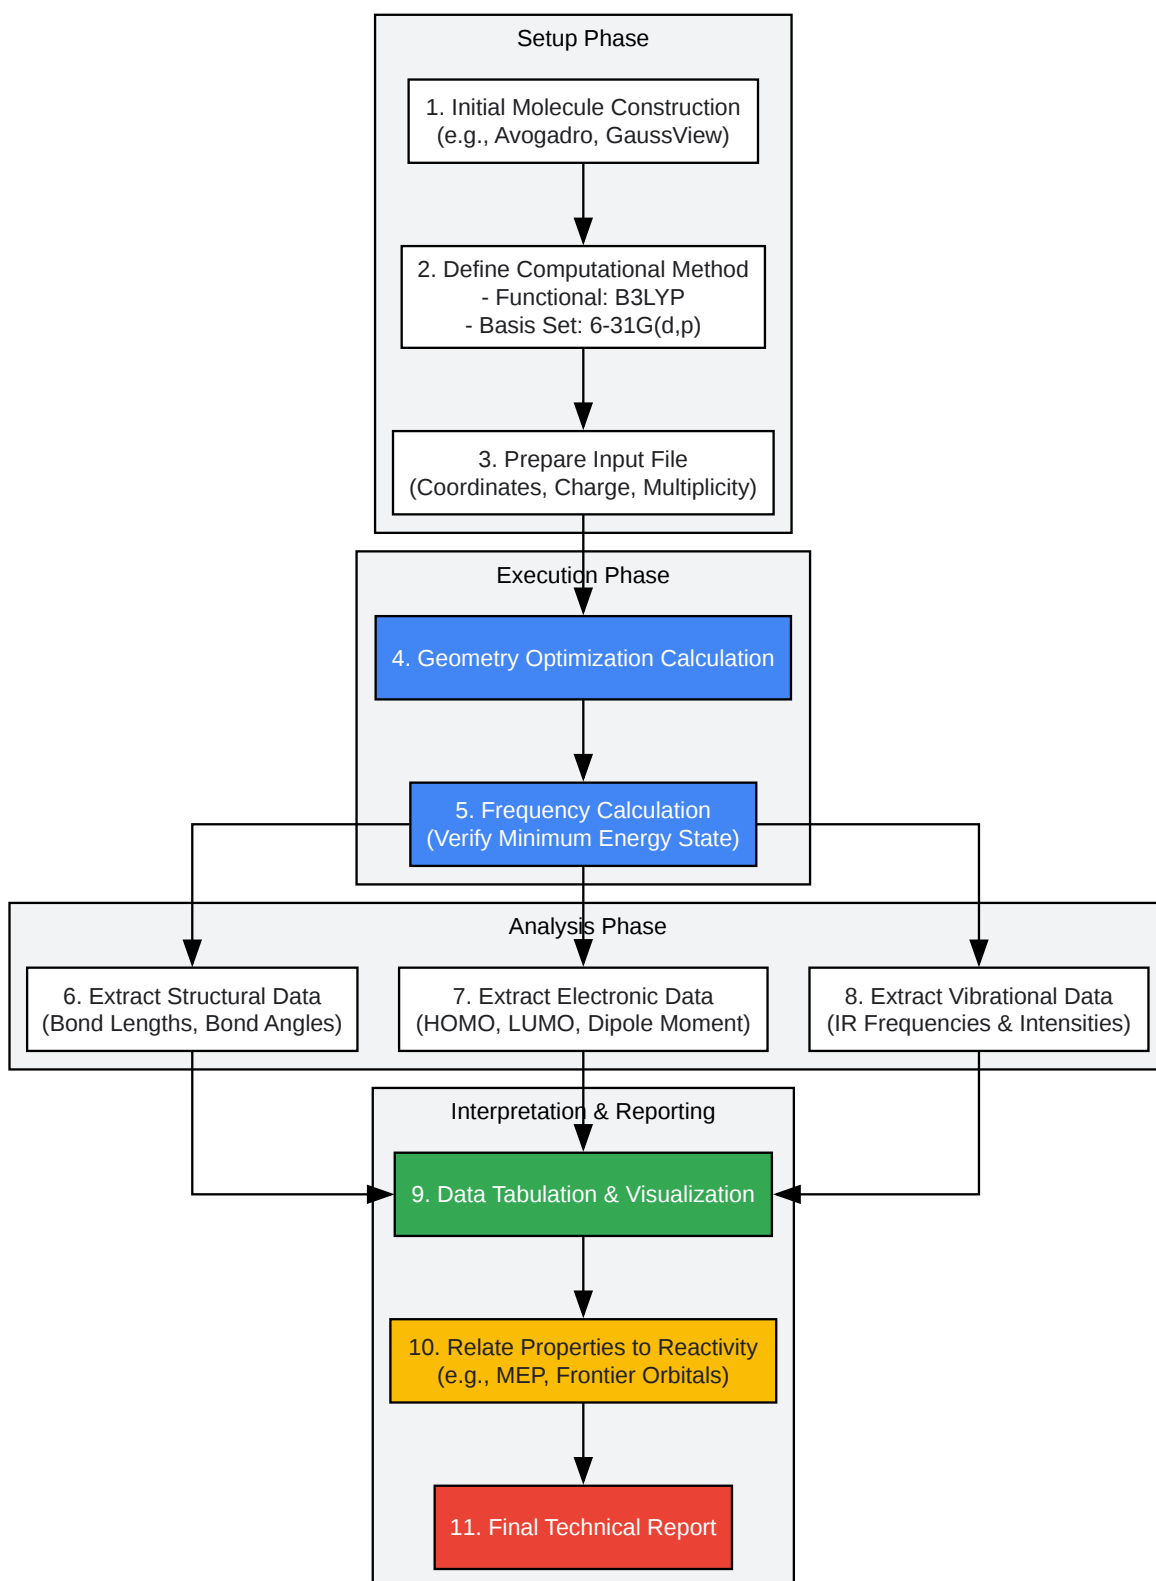 Setup Phase
1. Initial Molecule Construction
(e.g., Avogadro, GaussView)
2. Define Computational Method
- Functional: B3LYP
- Basis Set: 6-31G(d,p)
3. Prepare Input File
(Coordinates, Charge, Multiplicity)
Execution Phase
4. Geometry Optimization Calculation
5. Frequency Calculation
(Verify Minimum Energy State)
Analysis Phase
6. Extract Structural Data
(Bond Lengths, Bond Angles)
7. Extract Electronic Data
(HOMO, LUMO, Dipole Moment)
8. Extract Vibrational Data
(IR Frequencies & Intensities)
Interpretation & Reporting
9. Data Tabulation & Visualization
10. Relate Properties to Reactivity
(e.g., MEP, Frontier Orbitals)
11. Final Technical Report